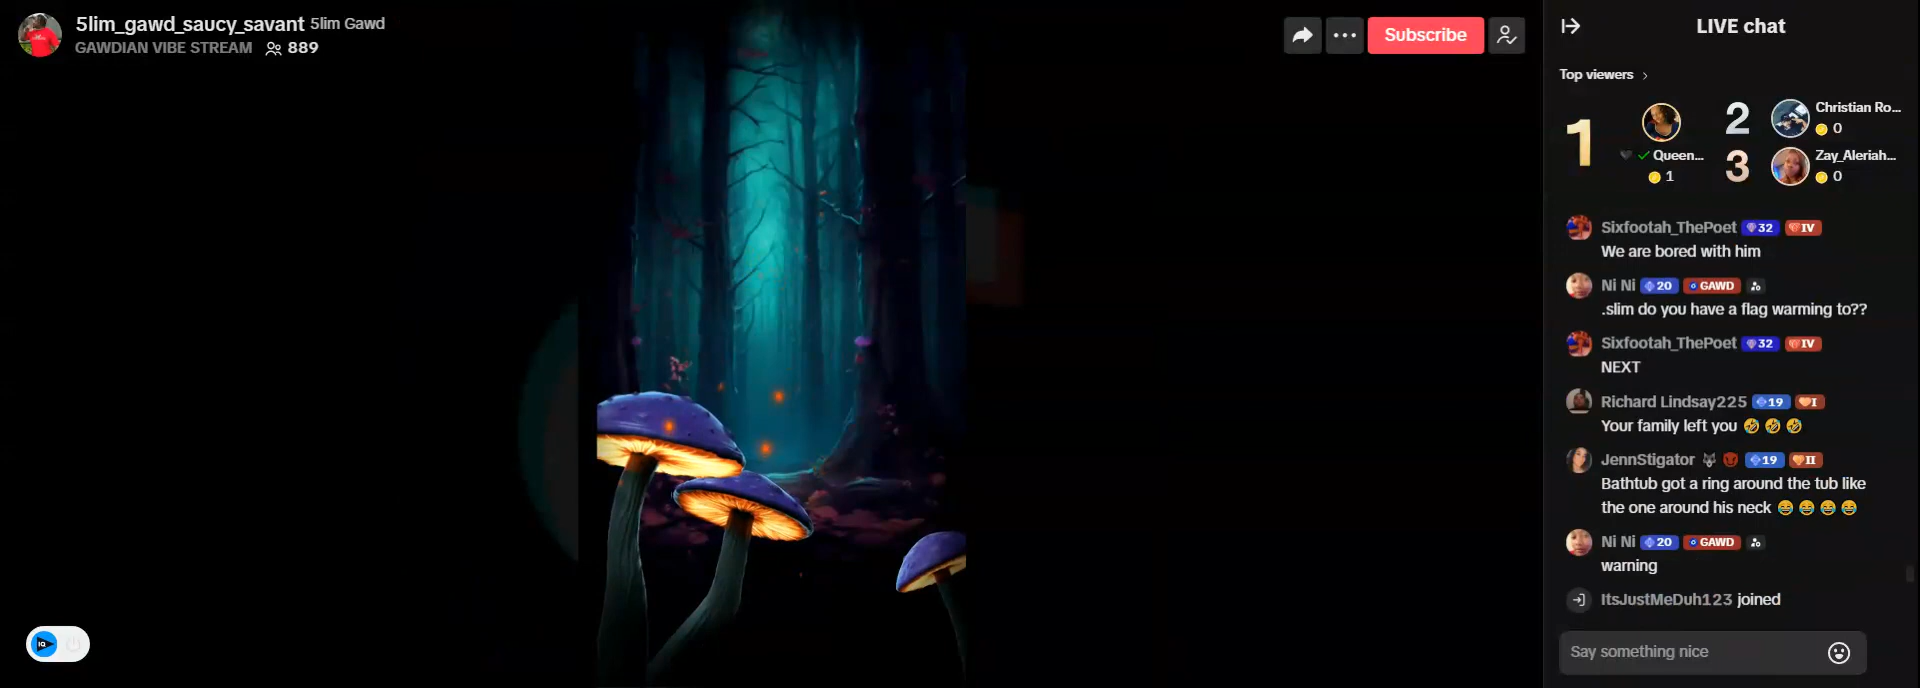 5lim_gawd_saucy_savant 5lim Gawd
GAWDIAN VIBE STREAM 889
Subscribe
LIVE chat
Top viewers
1
Queen...
1
2
Christian Ro...
0
3
Zay_Aleriah...
0
Sixfootah_ThePoet 32 IV
We are bored with him
Ni Ni 20 GAWD
.slim do you have a flag warming to??
Sixfootah_ThePoet 32 IV
NEXT
Richard Lindsay225 19 I
Your family left you 🤣 🤣 🤣
JennStigator 🐺 😈 19 II
Bathtub got a ring around the tub like
the one around his neck 😂 😂 😂 😂
Ni Ni 20 GAWD
warning
ItsJustMeDuh123 joined
Say something nice